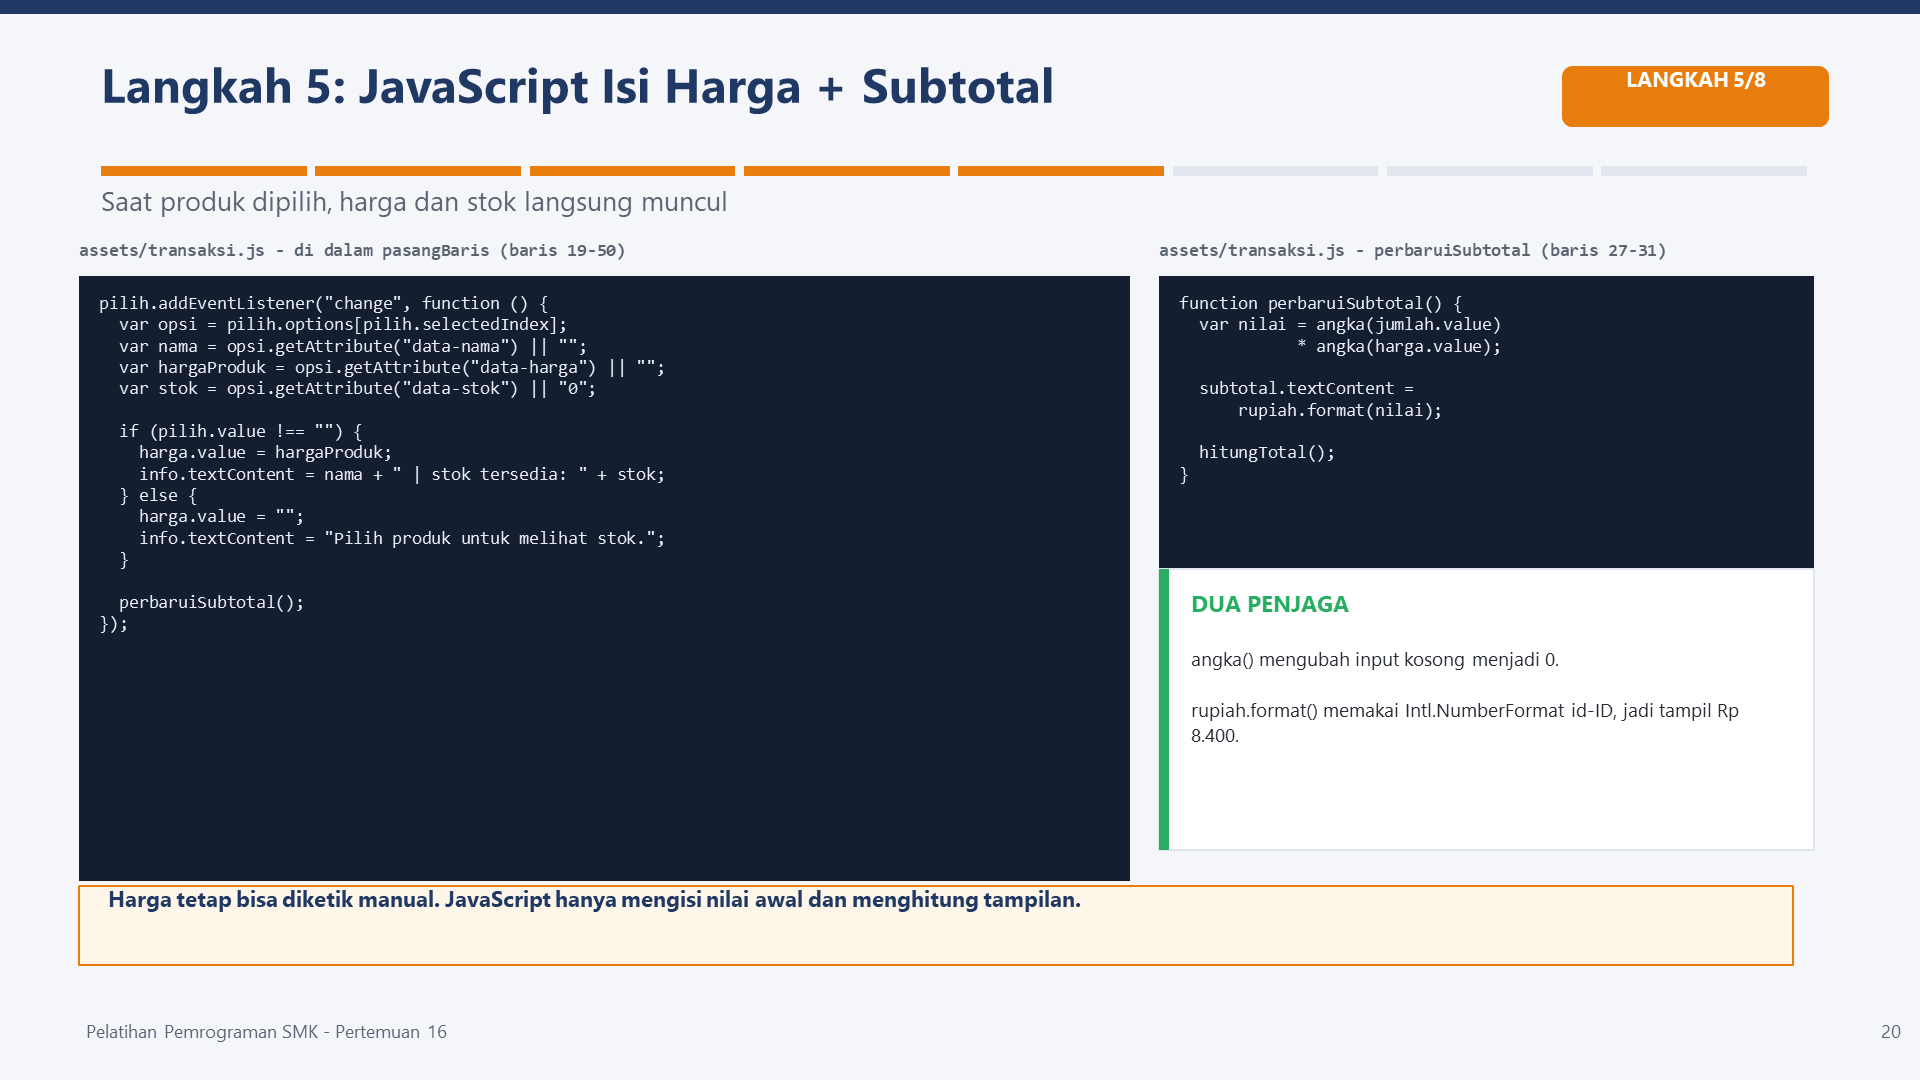 Langkah 5: JavaScript Isi Harga + Subtotal
LANGKAH 5/8
Saat produk dipilih, harga dan stok langsung muncul
assets/transaksi.js - di dalam pasangBaris (baris 19-50)
pilih.addEventListener("change", function () {
  var opsi = pilih.options[pilih.selectedIndex];
  var nama = opsi.getAttribute("data-nama") || "";
  var hargaProduk = opsi.getAttribute("data-harga") || "";
  var stok = opsi.getAttribute("data-stok") || "0";

  if (pilih.value !== "") {
    harga.value = hargaProduk;
    info.textContent = nama + " | stok tersedia: " + stok;
  } else {
    harga.value = "";
    info.textContent = "Pilih produk untuk melihat stok.";
  }

  perbaruiSubtotal();
});
assets/transaksi.js - perbaruiSubtotal (baris 27-31)
function perbaruiSubtotal() {
  var nilai = angka(jumlah.value)
            * angka(harga.value);

  subtotal.textContent =
      rupiah.format(nilai);

  hitungTotal();
}
DUA PENJAGA
angka() mengubah input kosong menjadi 0.
rupiah.format() memakai Intl.NumberFormat id-ID, jadi tampil Rp
8.400.
Harga tetap bisa diketik manual. JavaScript hanya mengisi nilai awal dan menghitung tampilan.
Pelatihan Pemrograman SMK - Pertemuan 16
20